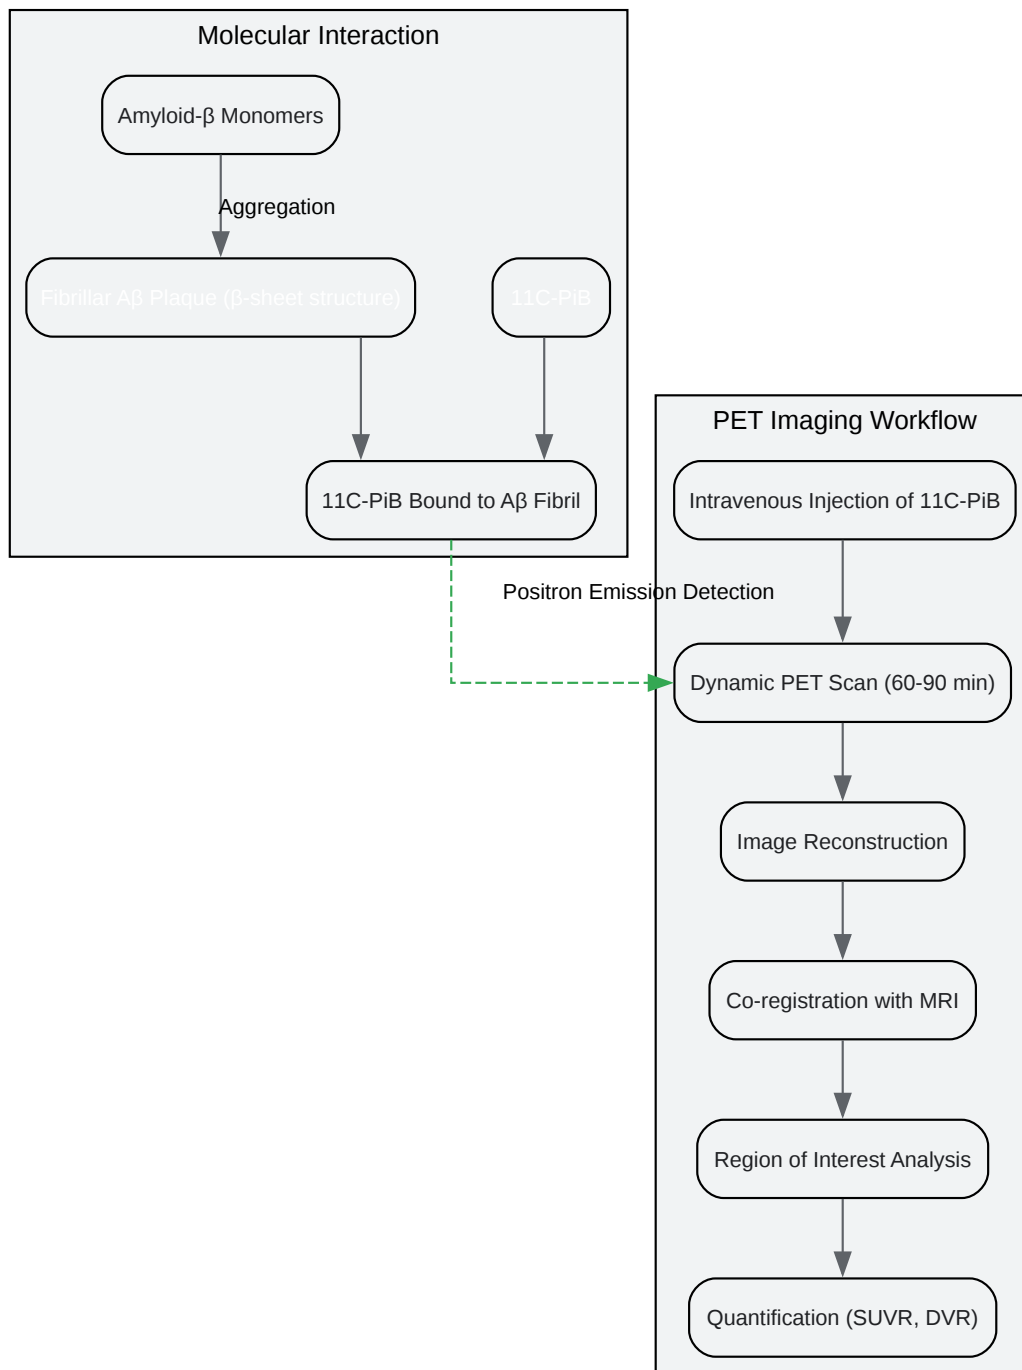 Molecular Interaction
Amyloid-β Monomers
Aggregation
Fibrillar Aβ Plaque (β-sheet structure)
11C-PiB
11C-PiB Bound to Aβ Fibril
Positron Emission Detection
PET Imaging Workflow
Intravenous Injection of 11C-PiB
Dynamic PET Scan (60-90 min)
Image Reconstruction
Co-registration with MRI
Region of Interest Analysis
Quantification (SUVR, DVR)